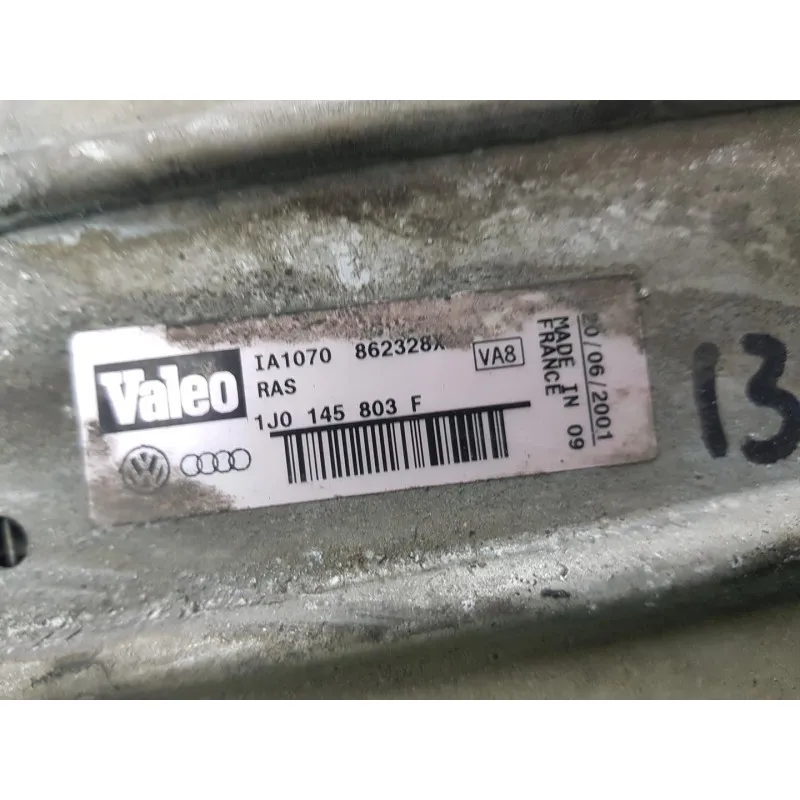 Valeo
IA1070 862328X VA8
RAS
1J0 145 803 F
MADE IN 09
FRANCE
20/06/2001
13